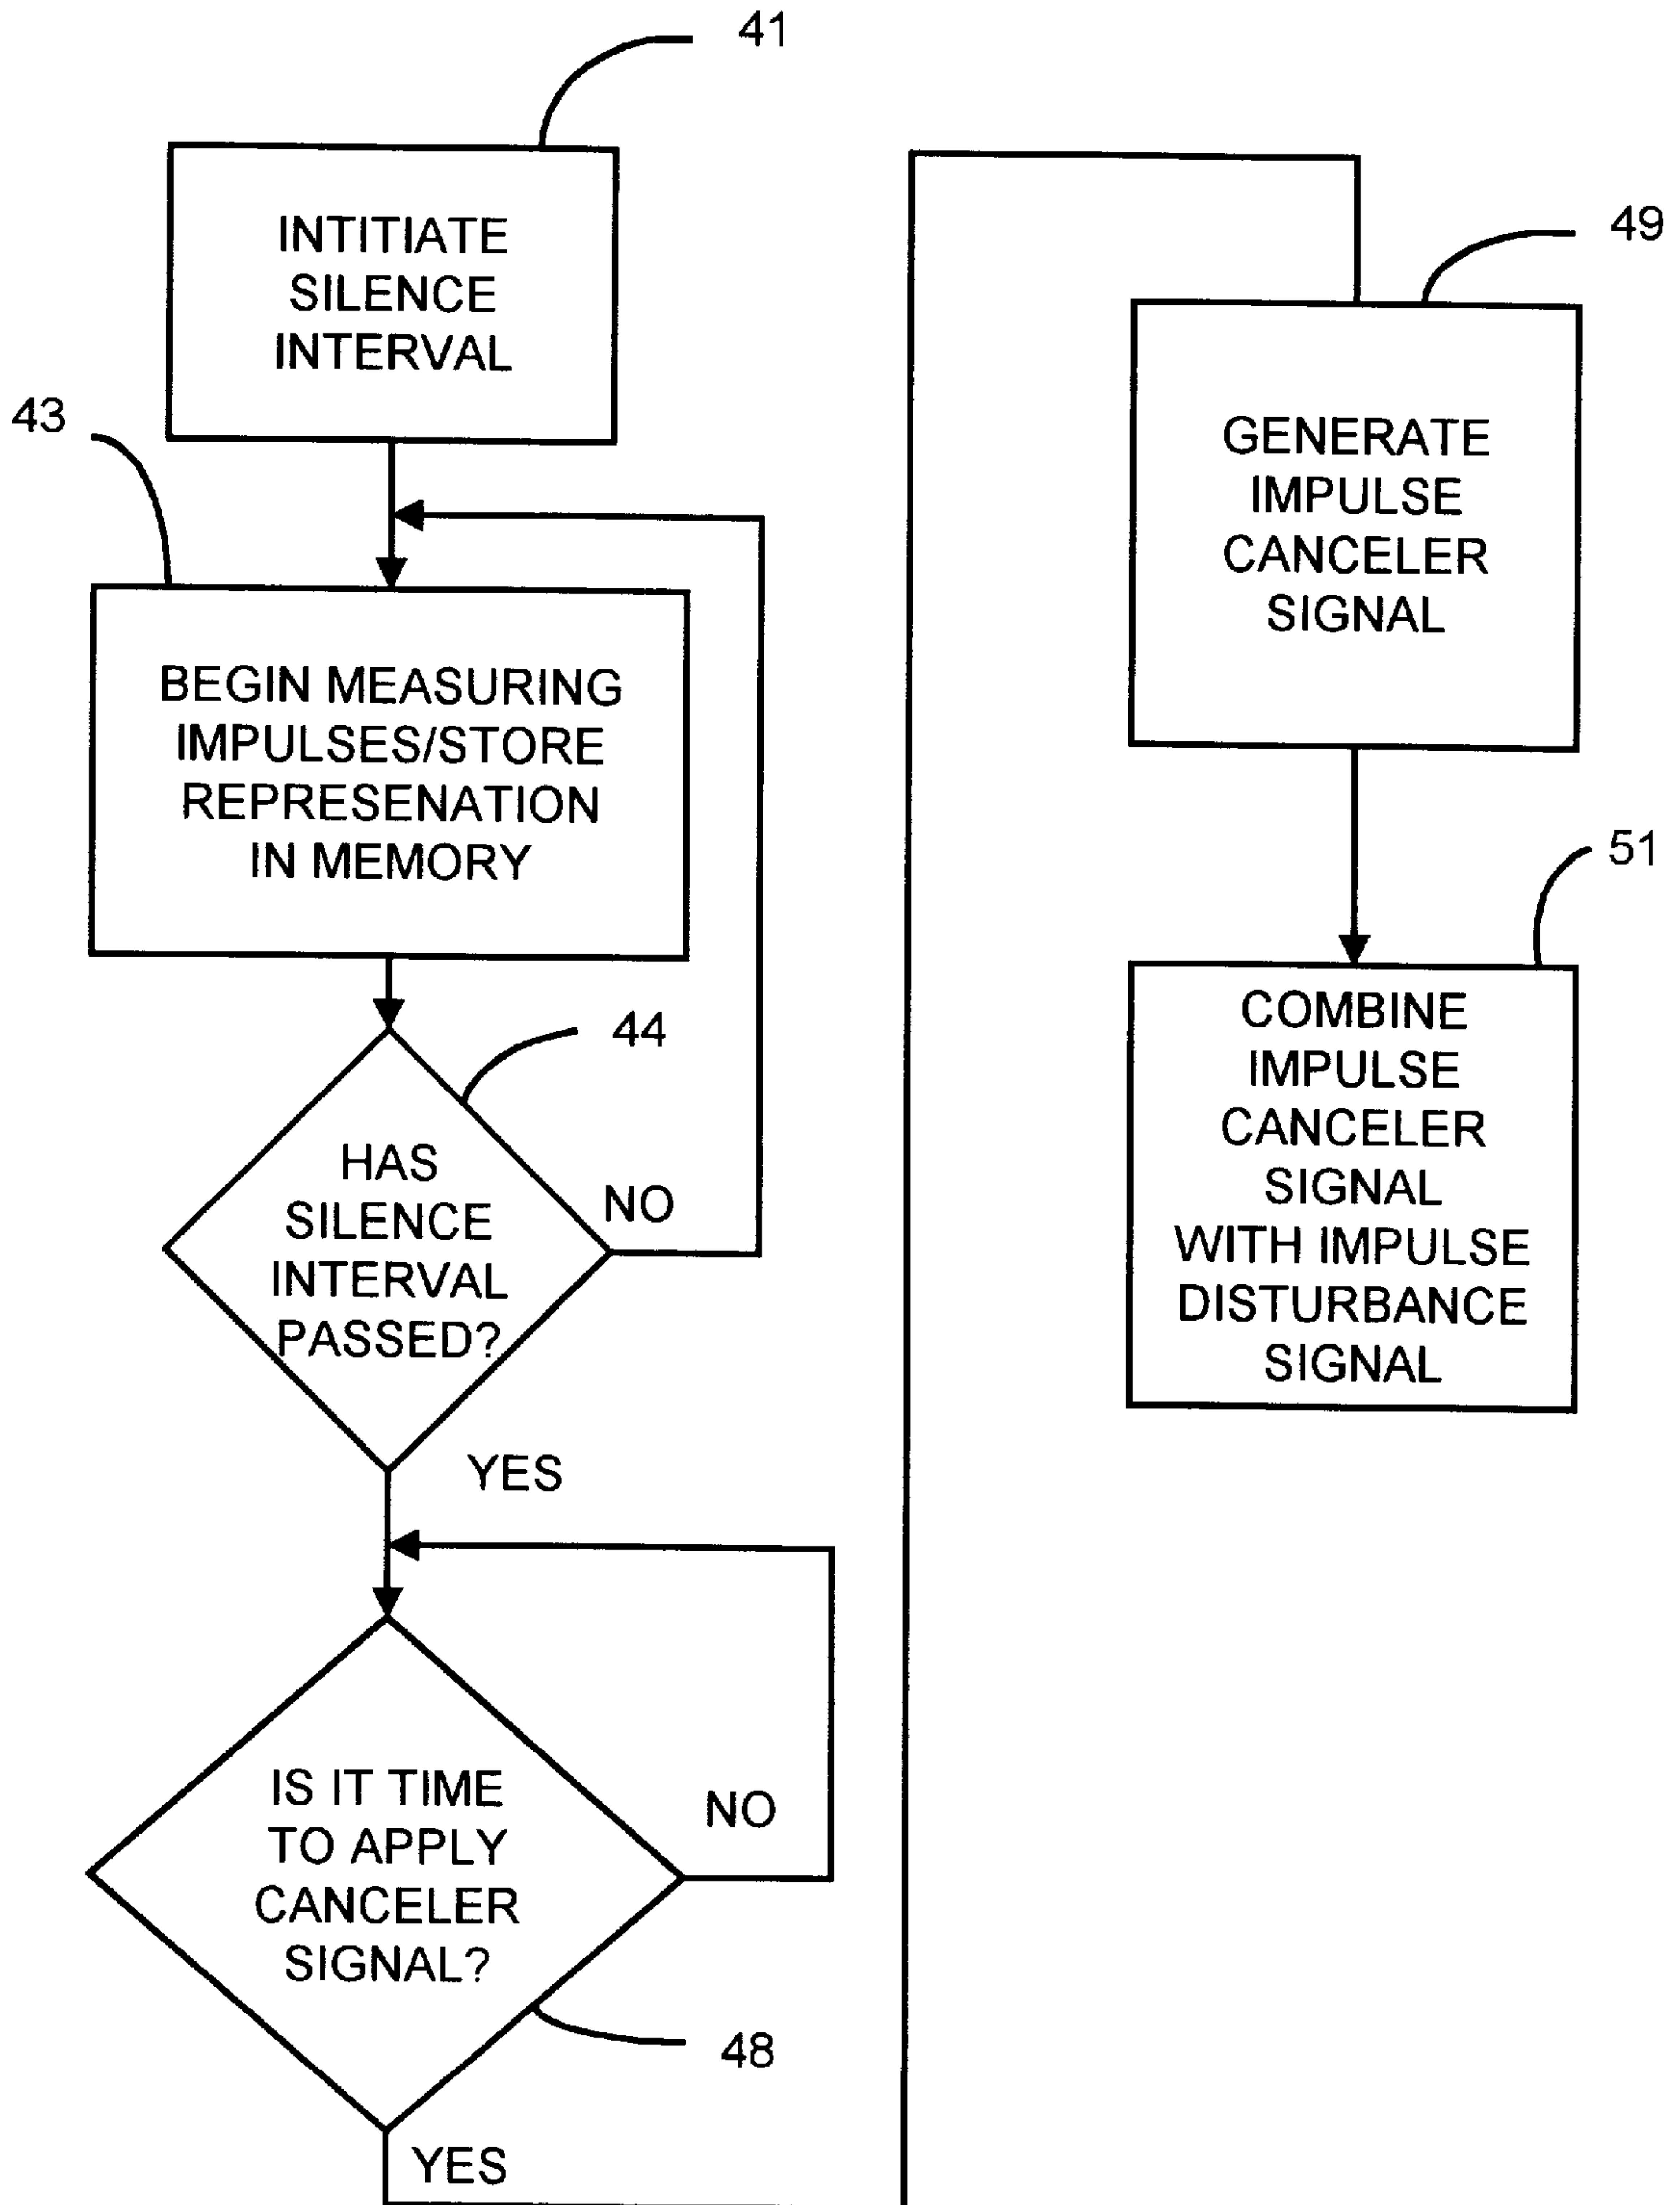 41
INTITIATE
SILENCE
INTERVAL
43
BEGIN MEASURING
IMPULSES/STORE
REPRESENATION
IN MEMORY
44
HAS
SILENCE
INTERVAL
PASSED?
NO
YES
IS IT TIME
TO APPLY
CANCELER
SIGNAL?
NO
48
YES
49
GENERATE
IMPULSE
CANCELER
SIGNAL
51
COMBINE
IMPULSE
CANCELER
SIGNAL
WITH IMPULSE
DISTURBANCE
SIGNAL